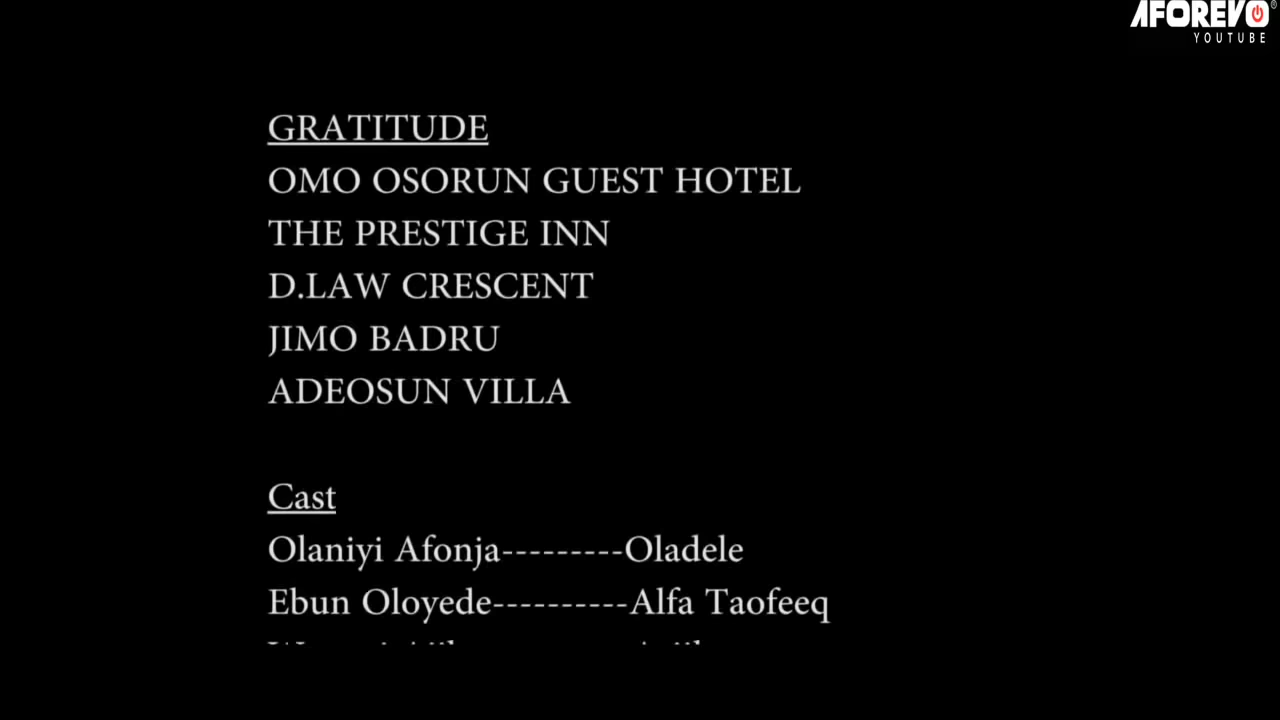 AFOREVO®
YOUTUBE
GRATITUDE
OMO OSORUN GUEST HOTEL
THE PRESTIGE INN
D.LAW CRESCENT
JIMO BADRU
ADEOSUN VILLA
Cast
Olaniyi Afonja---------Oladele
Ebun Oloyede----------Alfa Taofeeq